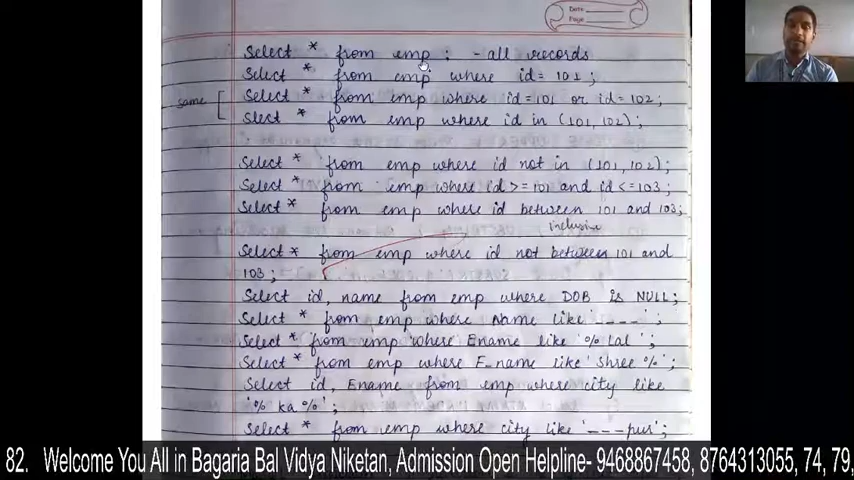 Date
Page
Select * from emp ; - all records
Select * from emp where id = 101 ;
Select * from emp where id = 101 or id = 102 ;
same
Slect * from emp where id in (101, 102) ;
Select * from emp where id not in (101, 102) ;
Select * from emp where id >= 101 and id <= 103 ;
Select * from emp where id between 101 and 103 ;
inclusive
Select * from emp where id not between 101 and
103 ;
Select id, name from emp where DOB is NULL ;
Select * from emp where Name like '_ _ _ _' ;
Select * from emp where Ename like '% Lal ' ;
Select * from emp where E_name like ' Shree %' ;
Select id, Ename from emp where city like
'% ka %' ;
Select * from emp where city like '_ _ _ pur' ;
82. Welcome You All in Bagaria Bal Vidya Niketan, Admission Open Helpline- 9468867458, 8764313055, 74, 79,